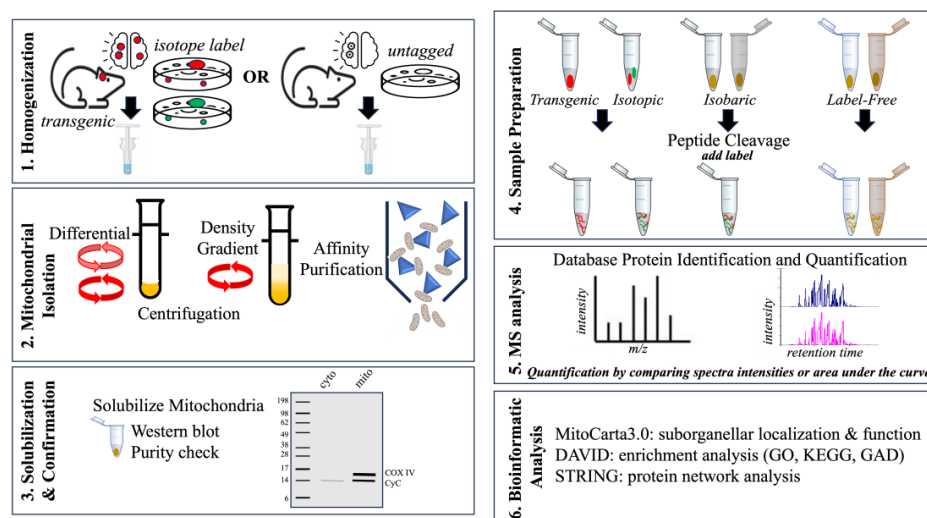 1. Homogenization
isotope label
OR
untagged
transgenic
2. Mitochondrial
Isolation
Differential
Density
Gradient
Affinity
Purification
Centrifugation
3. Solubilization
& Confirmation
Solubilize Mitochondria
Western blot
Purity check
cyto
mito
198
98
62
49
38
28
17
14
6
COX IV
CyC
4. Sample Preparation
Transgenic
Isotopic
Isobaric
Label-Free
Peptide Cleavage
add label
5. MS analysis
Database Protein Identification and Quantification
intensity
m/z
intensity
retention time
Quantification by comparing spectra intensities or area under the curve
6. Bioinformatic
Analysis
MitoCarta3.0: suborganellar localization & function
DAVID: enrichment analysis (GO, KEGG, GAD)
STRING: protein network analysis